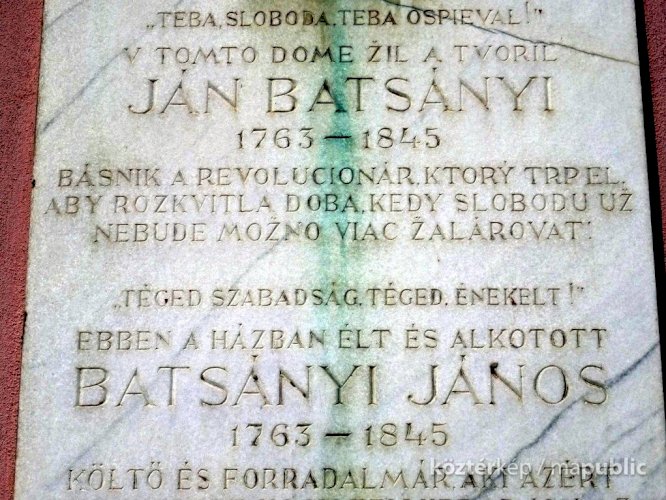 „TEBA, SLOBODA, TEBA OSPIEVAL!”
V TOMTO DOME ŽIL A TVORIL
JÁN BATSÁNYI
1763 — 1845
BÁSNIK A REVOLUCIONÁR, KTORÝ TRPEL,
ABY ROZKVITLA DOBA, KEDY SLOBODU UŽ
NEBUDE MOŽNO VIAC ŽALÁROVAŤ!
„TÉGED SZABADSÁG, TÉGED, ÉNEKELT!”
EBBEN A HÁZBAN ÉLT ÉS ALKOTOTT
BATSÁNYI JÁNOS
1763 — 1845
KÖLTŐ ÉS FORRADALMÁR, AKI AZÉRT
köztérkép / mapublic